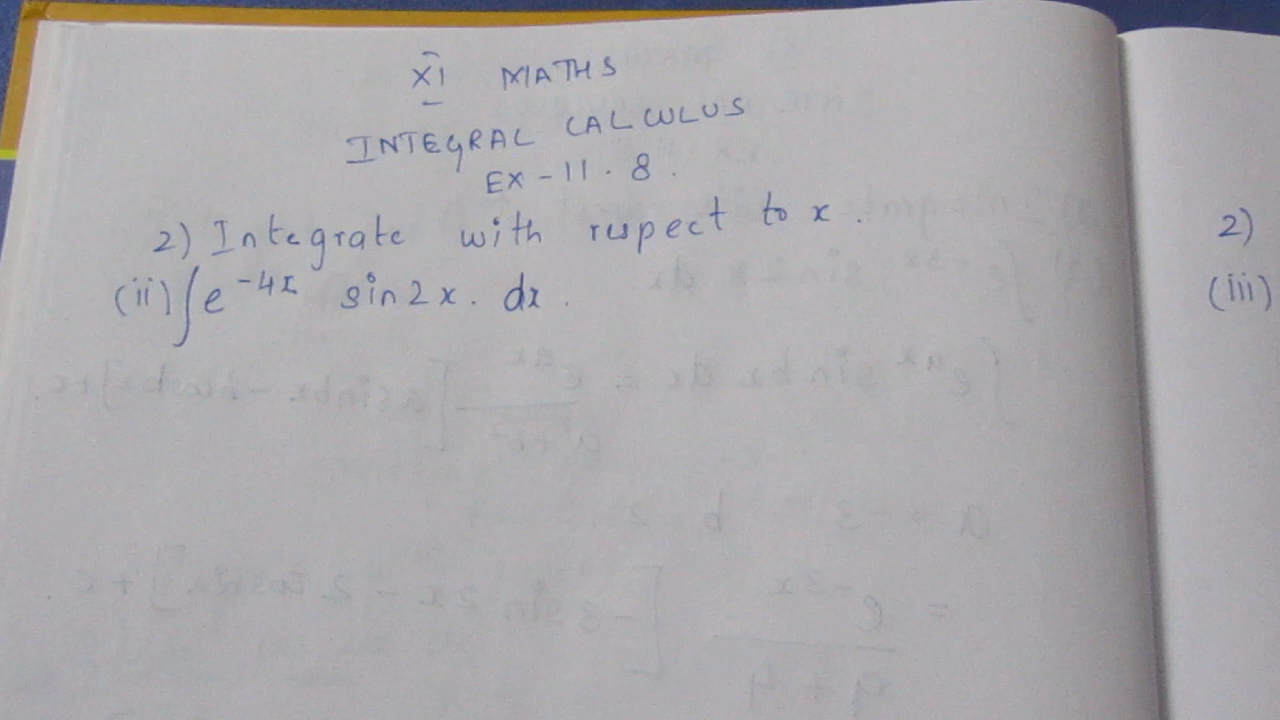 XI MATHS
INTEGRAL CALCULUS
EX - 11 . 8 .
2) Integrate with respect to x .
(ii) ∫ e^-4x sin 2x . dx .
2)
(iii)